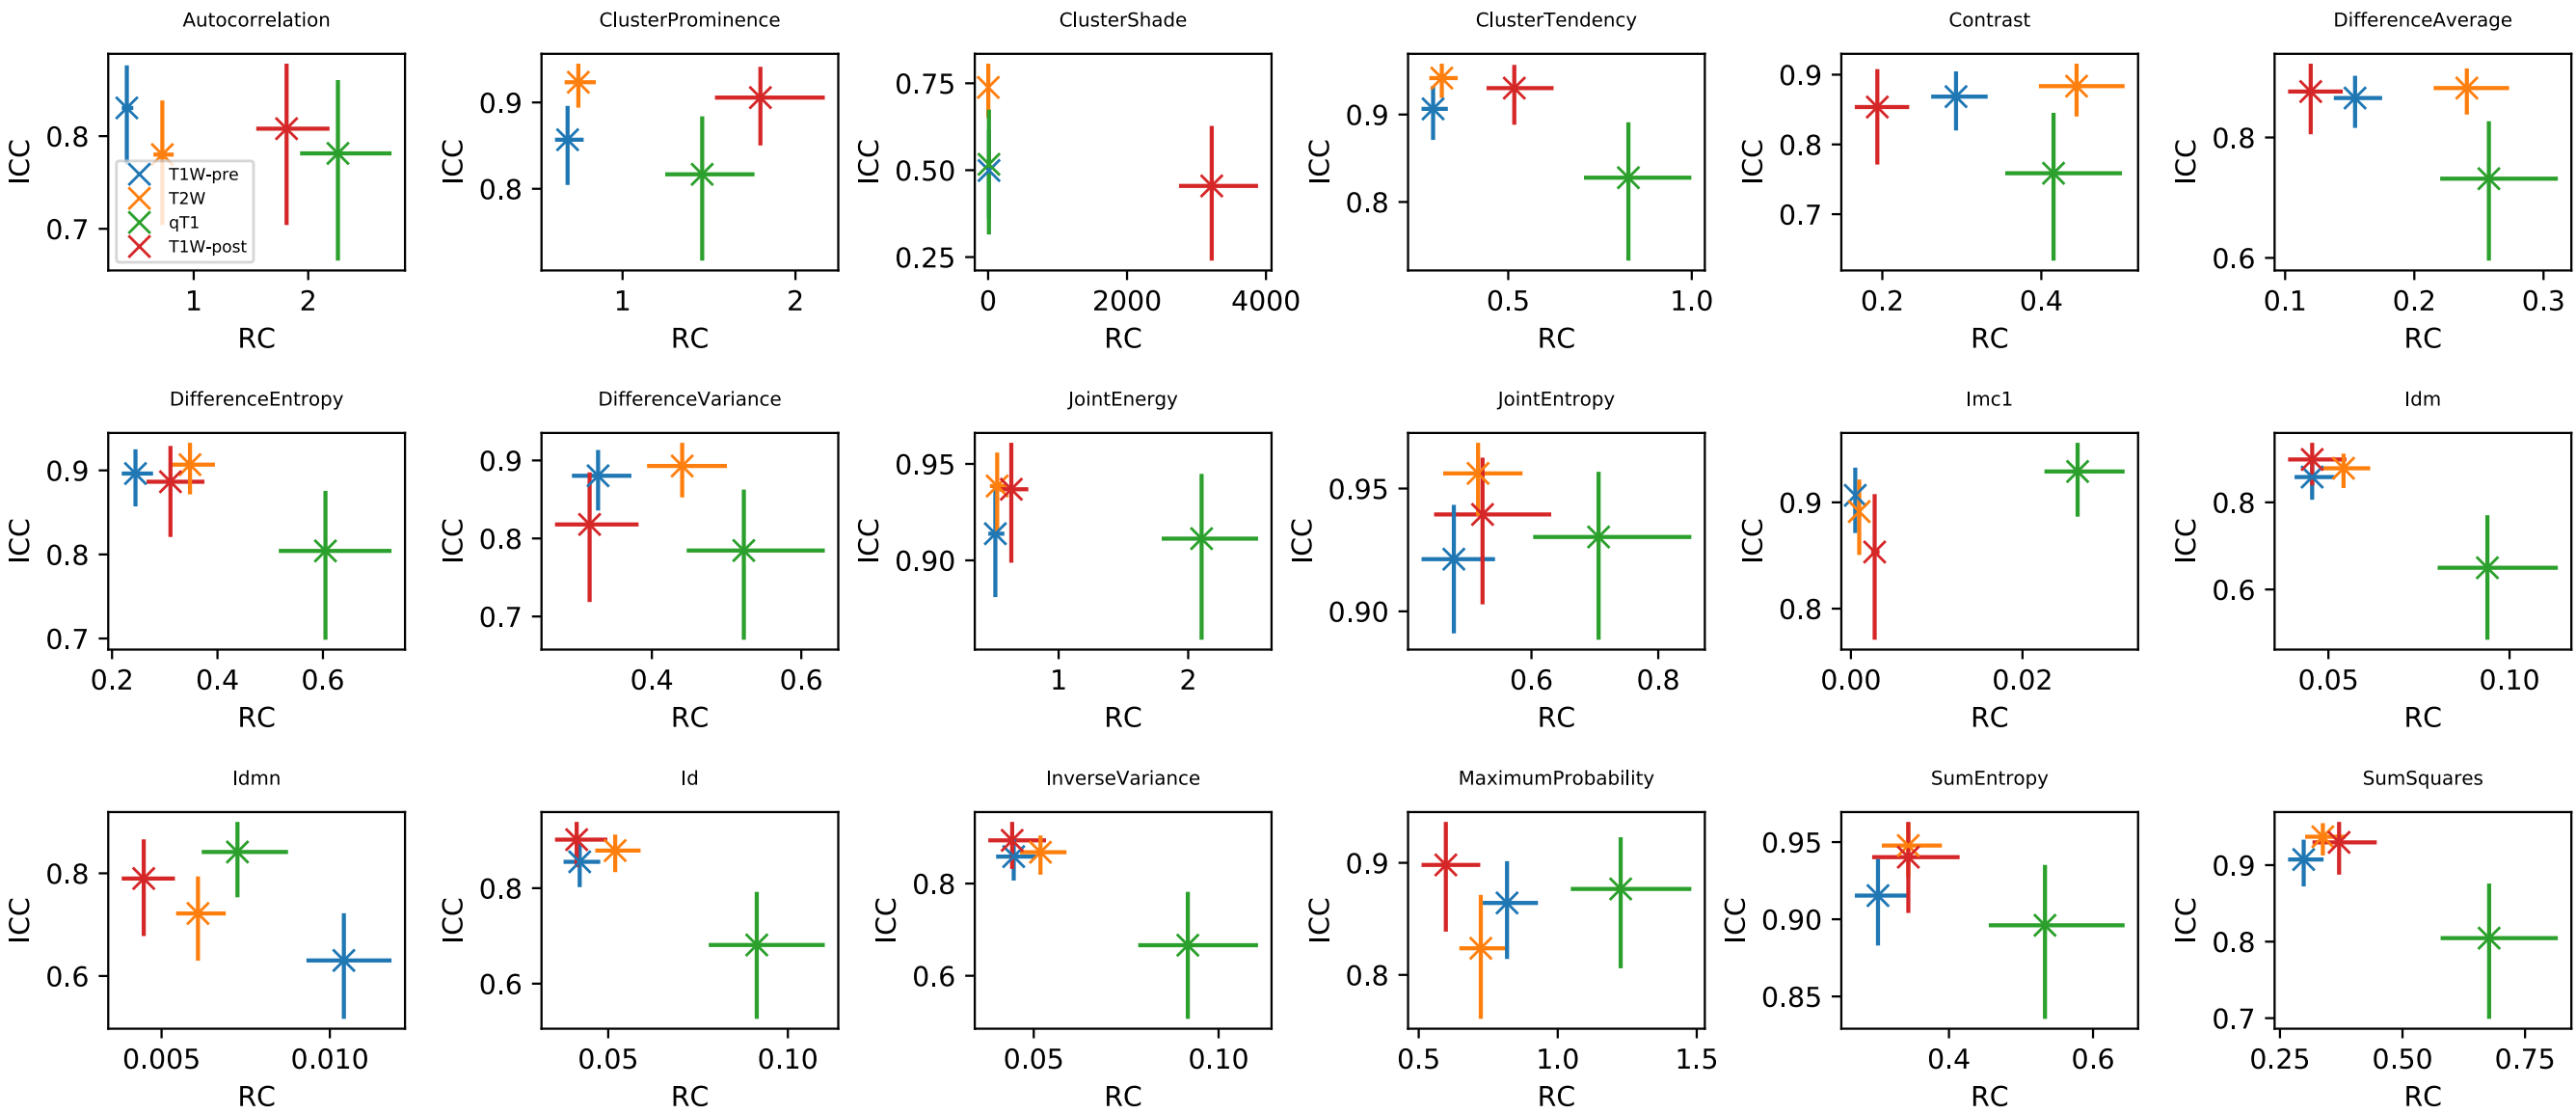 Autocorrelation
ICC
0.8
0.7
T1W-pre
T2W
qT1
T1W-post
1 2
RC
ClusterProminence
ICC
0.9
0.8
1 2
RC
ClusterShade
ICC
0.75
0.50
0.25
0 2000 4000
RC
ClusterTendency
ICC
0.9
0.8
0.5 1.0
RC
Contrast
ICC
0.9
0.8
0.7
0.2 0.4
RC
DifferenceAverage
ICC
0.8
0.6
0.1 0.2 0.3
RC
DifferenceEntropy
ICC
0.9
0.8
0.7
0.2 0.4 0.6
RC
DifferenceVariance
ICC
0.9
0.8
0.7
0.4 0.6
RC
JointEnergy
ICC
0.95
0.90
1 2
RC
JointEntropy
ICC
0.95
0.90
0.6 0.8
RC
Imc1
ICC
0.9
0.8
0.00 0.02
RC
Idm
ICC
0.8
0.6
0.05 0.10
RC
Idmn
ICC
0.8
0.6
0.005 0.010
RC
Id
ICC
0.8
0.6
0.05 0.10
RC
InverseVariance
ICC
0.8
0.6
0.05 0.10
RC
MaximumProbability
ICC
0.9
0.8
0.5 1.0 1.5
RC
SumEntropy
ICC
0.95
0.90
0.85
0.4 0.6
RC
SumSquares
ICC
0.9
0.8
0.7
0.25 0.50 0.75
RC